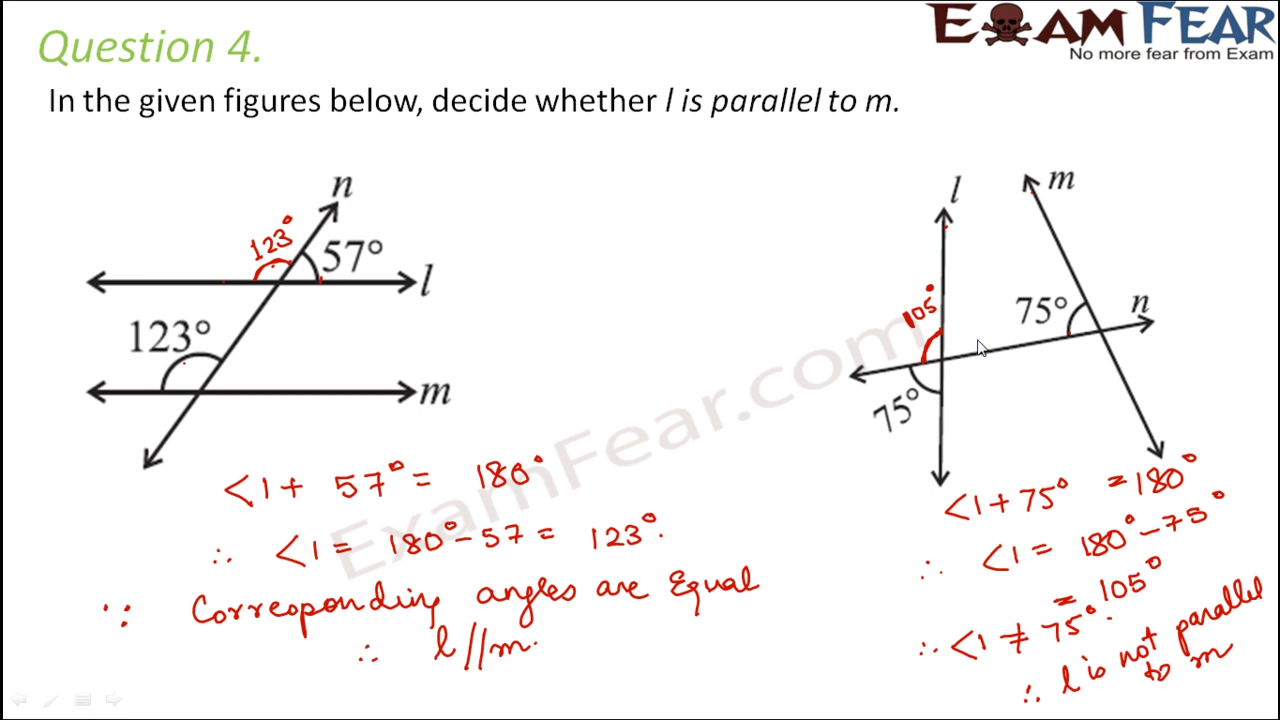 Question 4.
EXAM FEAR
No more fear from Exam
In the given figures below, decide whether l is parallel to m.
n
123°
57°
l
123°
m
l
m
105°
75°
n
75°
ExamFear.com
<1 + 57° = 180°
∴ <1 = 180° - 57 = 123°.
∵ Corresponding angles are Equal
∴ l//m.
<1 + 75° = 180°
∴ <1 = 180° - 75°
= 105°
∴ <1 ≠ 75°.
∴ l is not parallel
to m